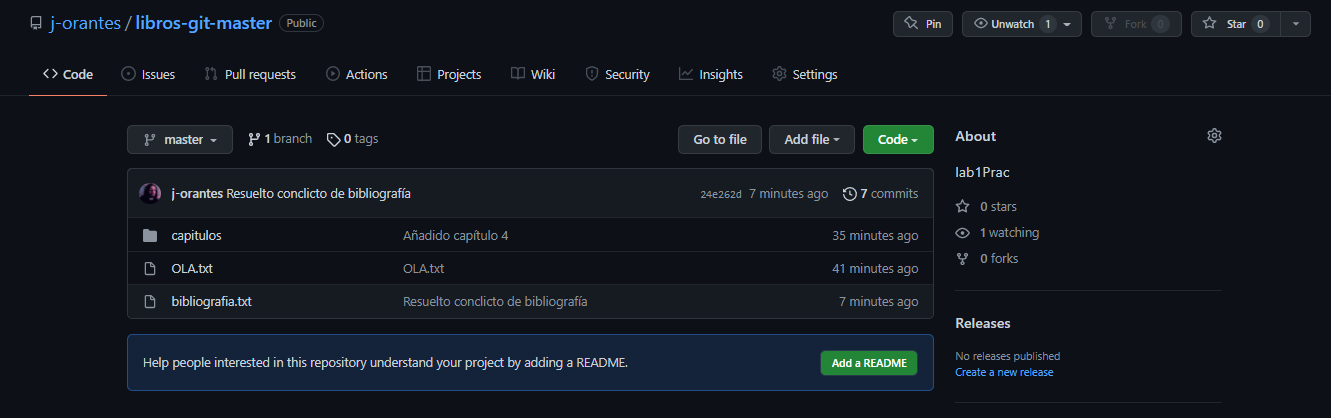 j-orantes / libros-git-master Public
Pin Unwatch 1 Fork 0 Star 0
Code Issues Pull requests Actions Projects Wiki Security Insights Settings
master 1 branch 0 tags Go to file Add file Code
j-orantes Resuelto conclicto de bibliografía 24e262d 7 minutes ago 7 commits
capitulos Añadido capítulo 4 35 minutes ago
OLA.txt OLA.txt 41 minutes ago
bibliografia.txt Resuelto conclicto de bibliografía 7 minutes ago
Help people interested in this repository understand your project by adding a README. Add a README
About
lab1Prac
0 stars
1 watching
0 forks
Releases
No releases published
Create a new release